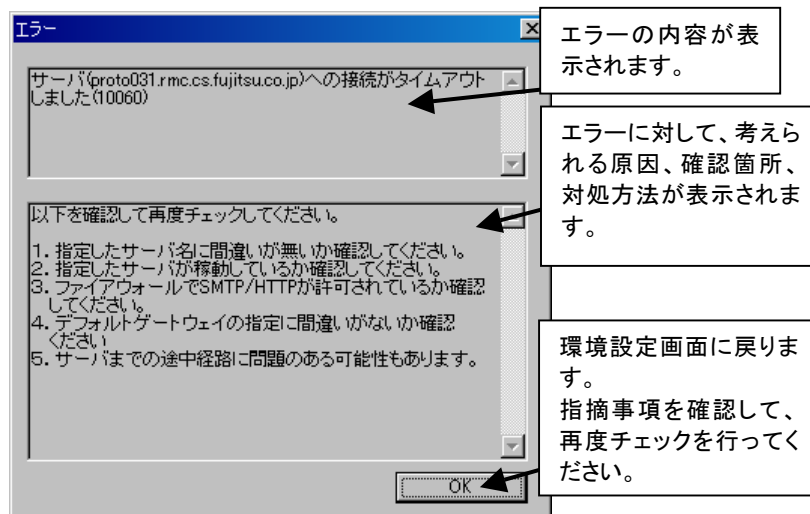 エラー
サーバ(proto031.rmc.cs.fujitsu.co.jp)への接続がタイムアウト
しました(10060)
エラーの内容が表
示されます。
エラーに対して、考えら
れる原因、確認箇所、
対処方法が表示されま
す。
以下を確認して再度チェックしてください。
1. 指定したサーバ名に間違いが無いか確認してください。
2. 指定したサーバが稼動しているか確認してください。
3. ファイアウォールでSMTP/HTTPが許可されているか確認
してください。
4. デフォルトゲートウェイの指定に間違いがないか確認
ください
5. サーバまでの途中経路に問題のある可能性もあります。
環境設定画面に戻りま
す。
指摘事項を確認して、
再度チェックを行ってく
ださい。
OK